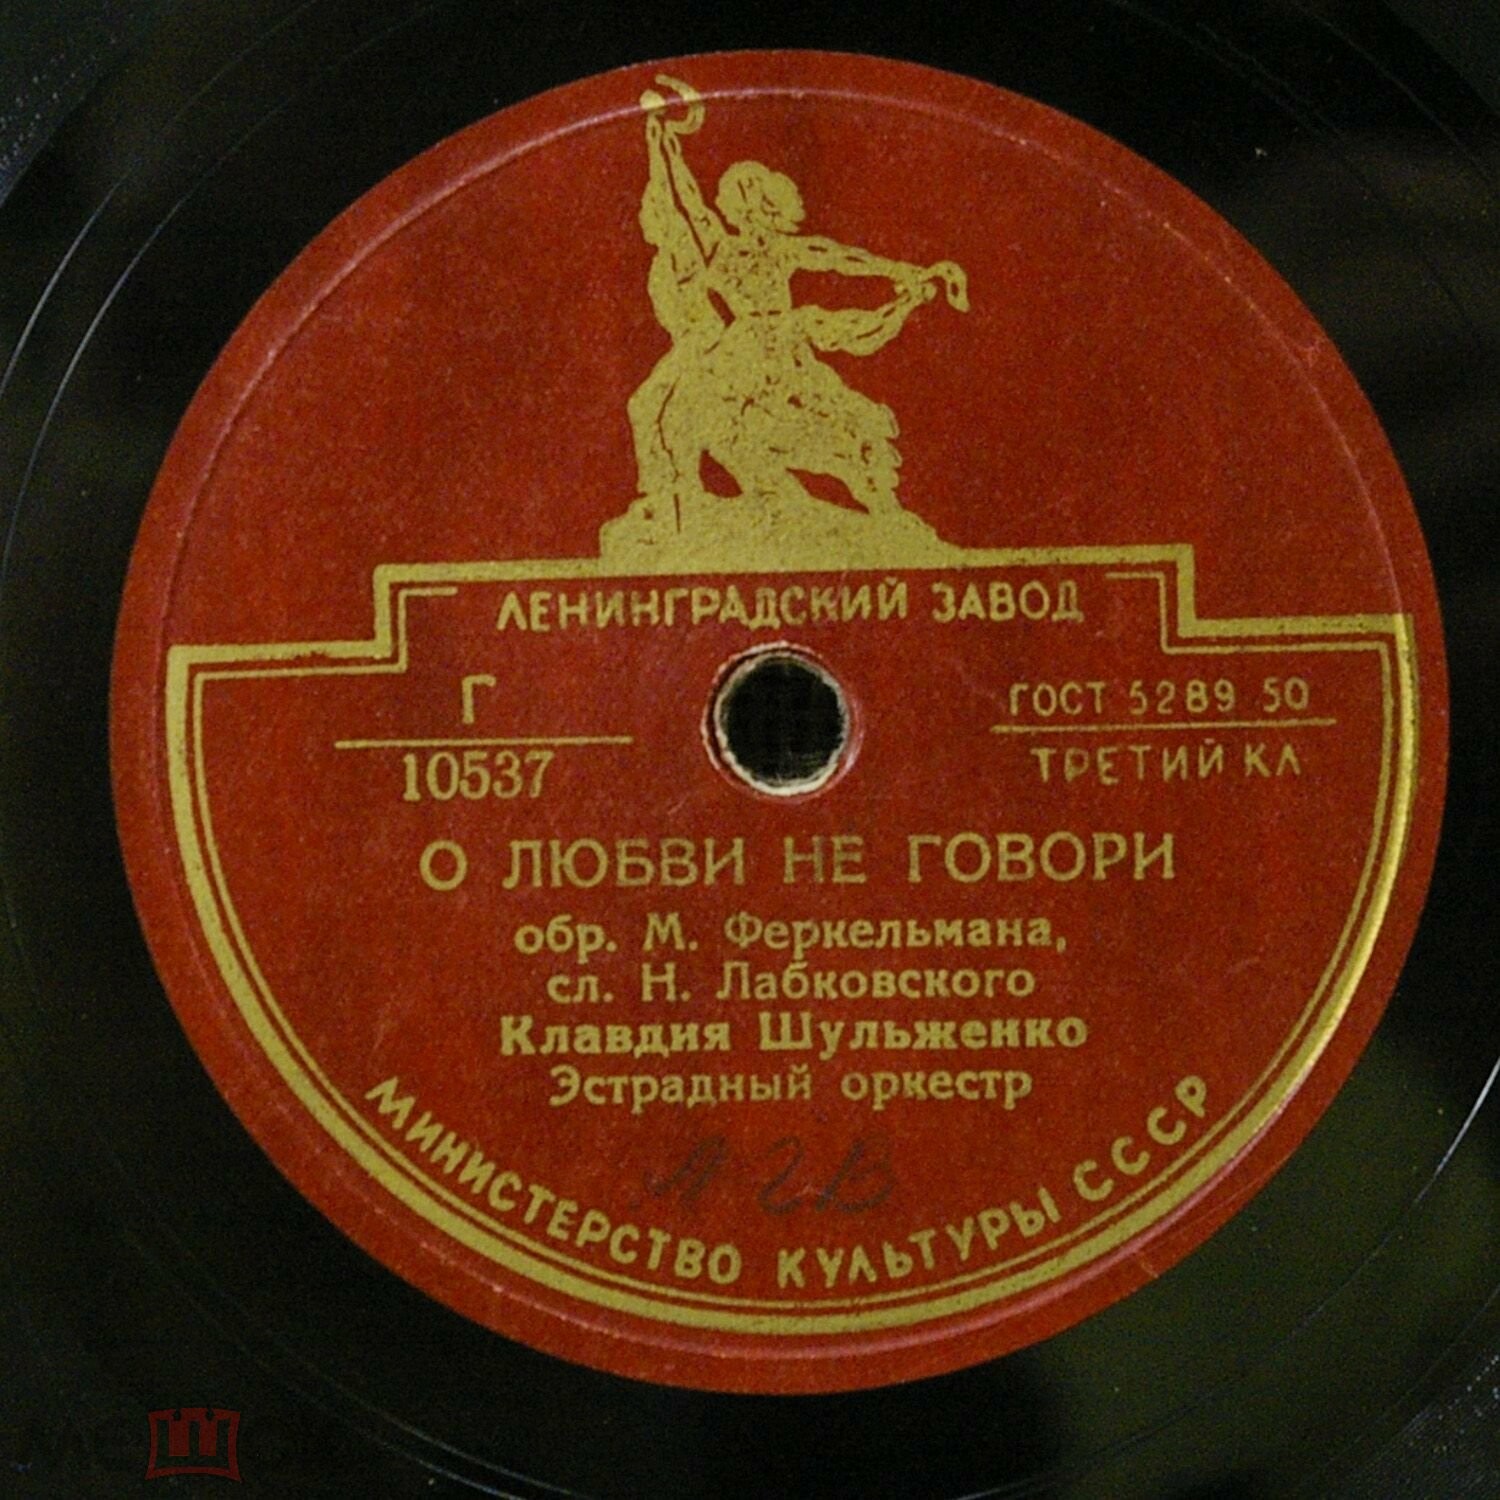 ЛЕНИНГРАДСКИЙ ЗАВОД
Г
10537
ГОСТ 5289 50
ТРЕТИЙ КЛ
О ЛЮБВИ НЕ ГОВОРИ
обр. М. Феркельмана,
сл. Н. Лабковского
Клавдия Шульженко
Эстрадный оркестр
МИНИСТЕРСТВО КУЛЬТУРЫ СССР